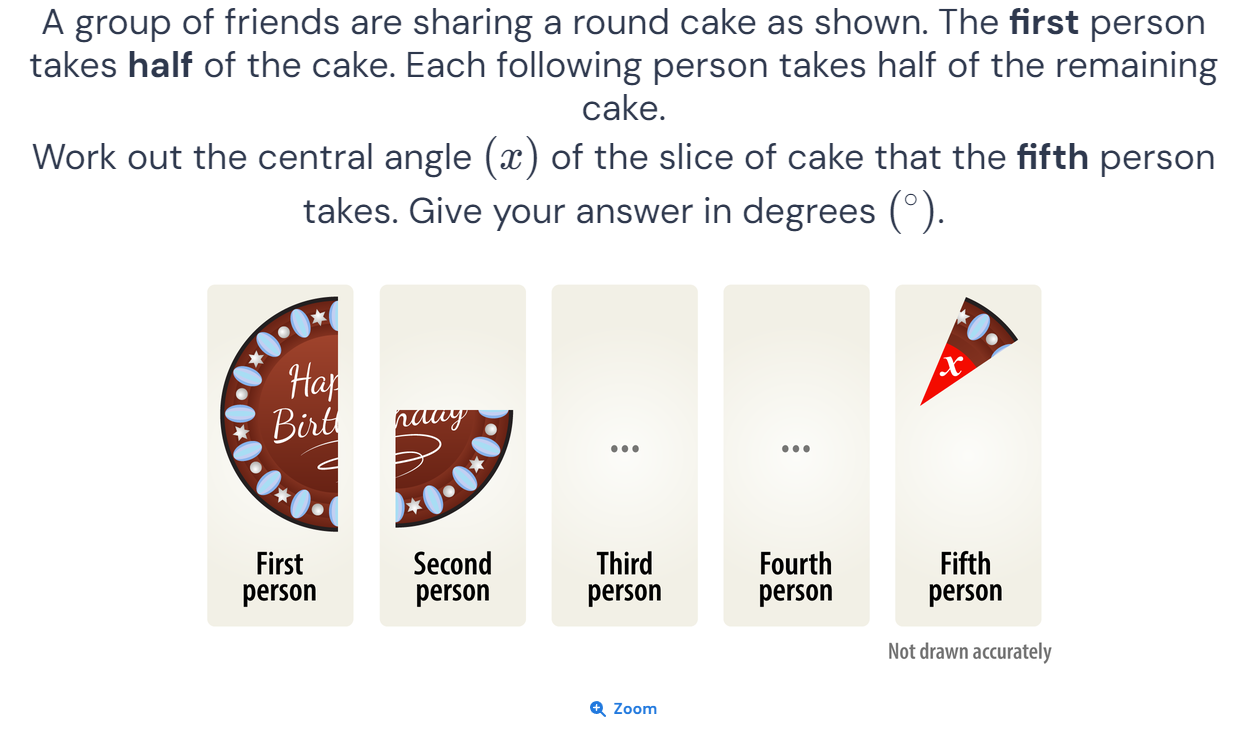 A group of friends are sharing a round cake as shown. The first person
takes half of the cake. Each following person takes half of the remaining
cake.
Work out the central angle (x) of the slice of cake that the fifth person
takes. Give your answer in degrees (°).
Hap
Birt
hday
x
...
...
First
person
Second
person
Third
person
Fourth
person
Fifth
person
Not drawn accurately
Zoom